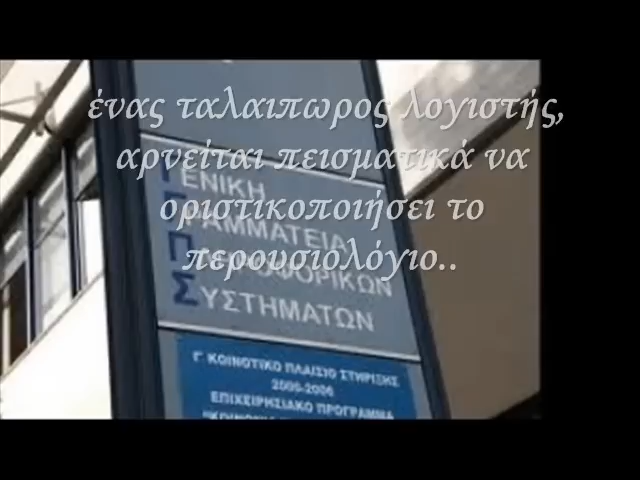 ένας ταλαιπωρος λογιστής,
αρνείται πεισματικά να
οριστικοποιήσει το
περουσιολόγιο..
ΓΕΝΙΚΗ
ΓΡΑΜΜΑΤΕΙΑ
ΠΛΗΡΟΦΟΡΙΚΩΝ
ΣΥΣΤΗΜΑΤΩΝ
Γ' ΚΟΙΝΟΤΙΚΟ ΠΛΑΙΣΙΟ ΣΤΗΡΙΞΗΣ
2000-2006
ΕΠΙΧΕΙΡΗΣΙΑΚΟ ΠΡΟΓΡΑΜΜΑ